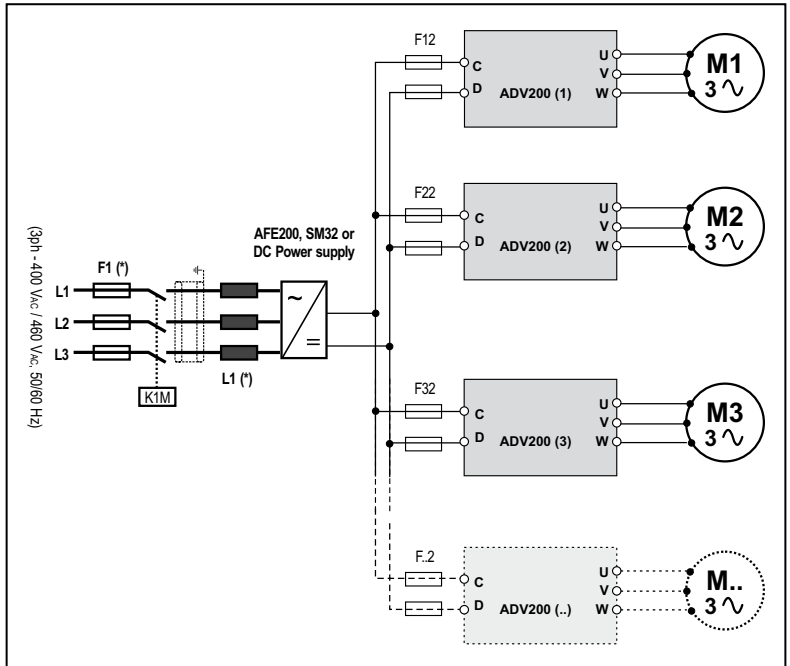 (3ph - 400 VAC / 460 VAC, 50/60 Hz)
F1 (*)
L1
L2
L3
K1M
L1 (*)
AFE200, SM32 or
DC Power supply
~
=
F12
C
D
ADV200 (1)
U
V
W
M1
3 ∿
F22
C
D
ADV200 (2)
U
V
W
M2
3 ∿
F32
C
D
ADV200 (3)
U
V
W
M3
3 ∿
F..2
C
D
ADV200 (..)
U
V
W
M..
3 ∿